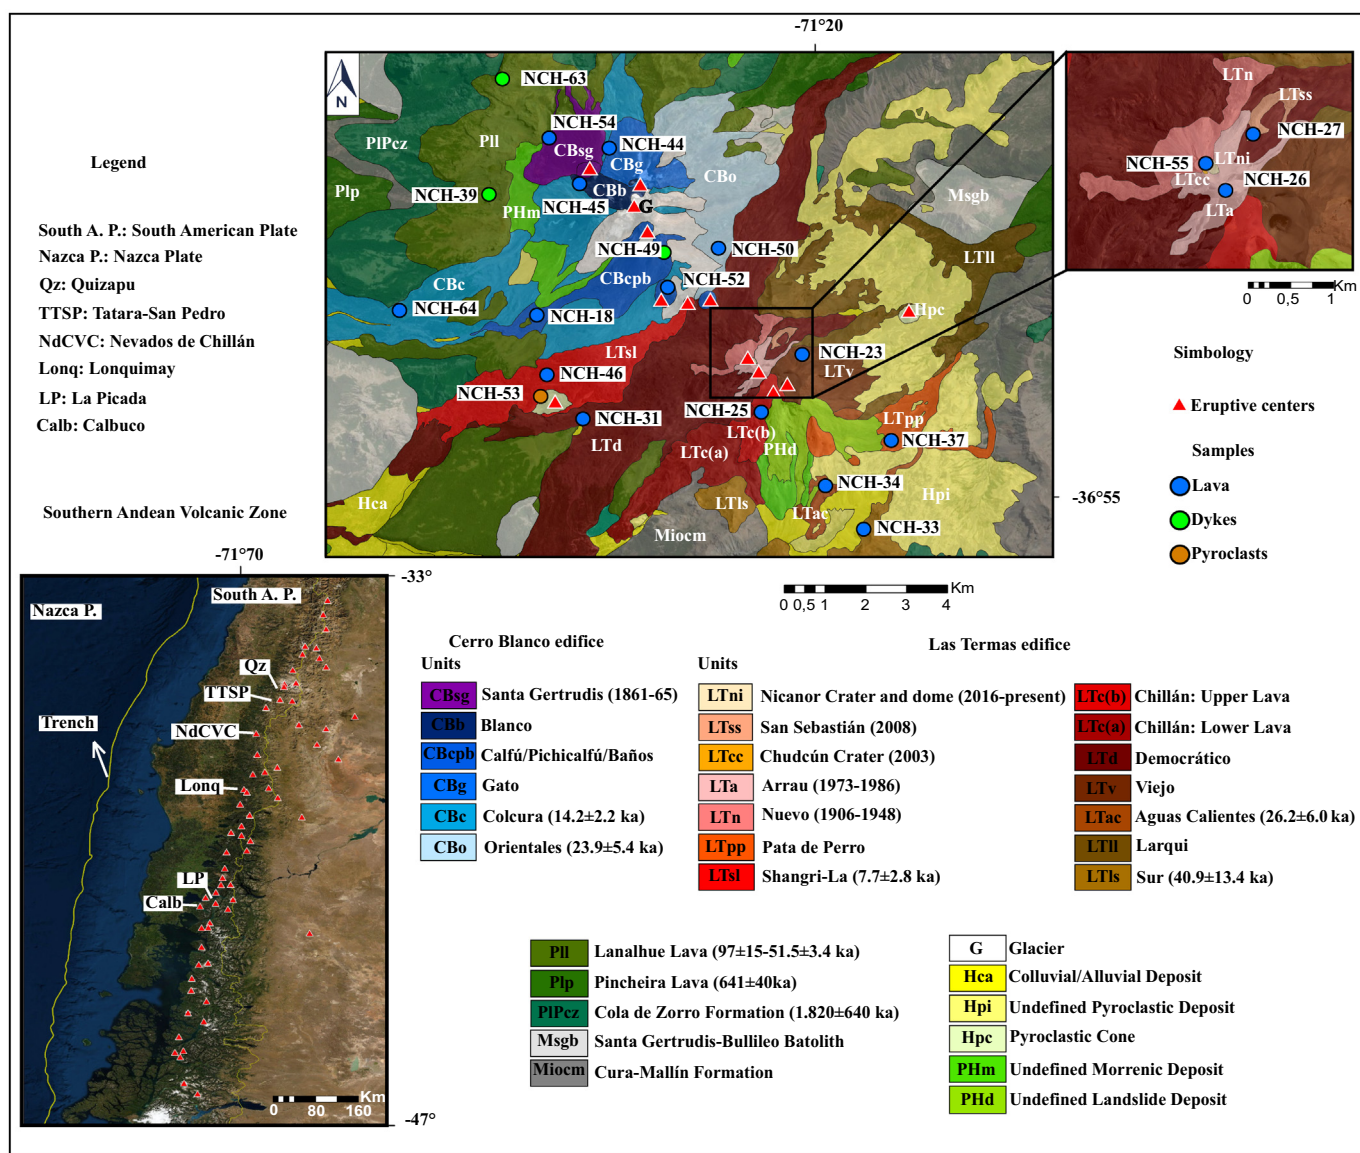 -71°20
N
NCH-63
NCH-54
NCH-44
PlPcz
Pll
CBsg
CBg
CBo
Plp
NCH-39
CBb
PHm
NCH-45
G
Msgb
NCH-49
NCH-50
LTll
CBc
CBcpb
NCH-52
NCH-64
NCH-18
Hpc
LTsl
NCH-23
LTv
NCH-46
NCH-53
NCH-25
LTpp
NCH-31
LTc(b)
NCH-37
LTd
LTc(a)
PHd
NCH-34
Hpi
Hca
LTls
LTac
NCH-33
Miocm
-36°55
LTn
LTss
NCH-27
NCH-55
LTni
LTcc
NCH-26
LTa
0 0,5 1 Km
Legend
South A. P.: South American Plate
Nazca P.: Nazca Plate
Qz: Quizapu
TTSP: Tatara-San Pedro
NdCVC: Nevados de Chillán
Lonq: Lonquimay
LP: La Picada
Calb: Calbuco
Simbology
Eruptive centers
Samples
Lava
Dykes
Pyroclasts
0 0,5 1 2 3 4 Km
Southern Andean Volcanic Zone
-71°70
-33°
South A. P.
Nazca P.
Qz
TTSP
Trench
NdCVC
Lonq
LP
Calb
Km
0 80 160
-47°
Cerro Blanco edifice
Units
CBsg Santa Gertrudis (1861-65)
CBb Blanco
CBcpb Calfú/Pichicalfú/Baños
CBg Gato
CBc Colcura (14.2±2.2 ka)
CBo Orientales (23.9±5.4 ka)
Las Termas edifice
Units
LTni Nicanor Crater and dome (2016-present)
LTss San Sebastián (2008)
LTcc Chudcún Crater (2003)
LTa Arrau (1973-1986)
LTn Nuevo (1906-1948)
LTpp Pata de Perro
LTsl Shangri-La (7.7±2.8 ka)
LTc(b) Chillán: Upper Lava
LTc(a) Chillán: Lower Lava
LTd Democrático
LTv Viejo
LTac Aguas Calientes (26.2±6.0 ka)
LTll Larqui
LTls Sur (40.9±13.4 ka)
Pll Lanalhue Lava (97±15-51.5±3.4 ka)
Plp Pincheira Lava (641±40ka)
PlPcz Cola de Zorro Formation (1.820±640 ka)
Msgb Santa Gertrudis-Bullileo Batolith
Miocm Cura-Mallín Formation
G Glacier
Hca Colluvial/Alluvial Deposit
Hpi Undefined Pyroclastic Deposit
Hpc Pyroclastic Cone
PHm Undefined Morrenic Deposit
PHd Undefined Landslide Deposit